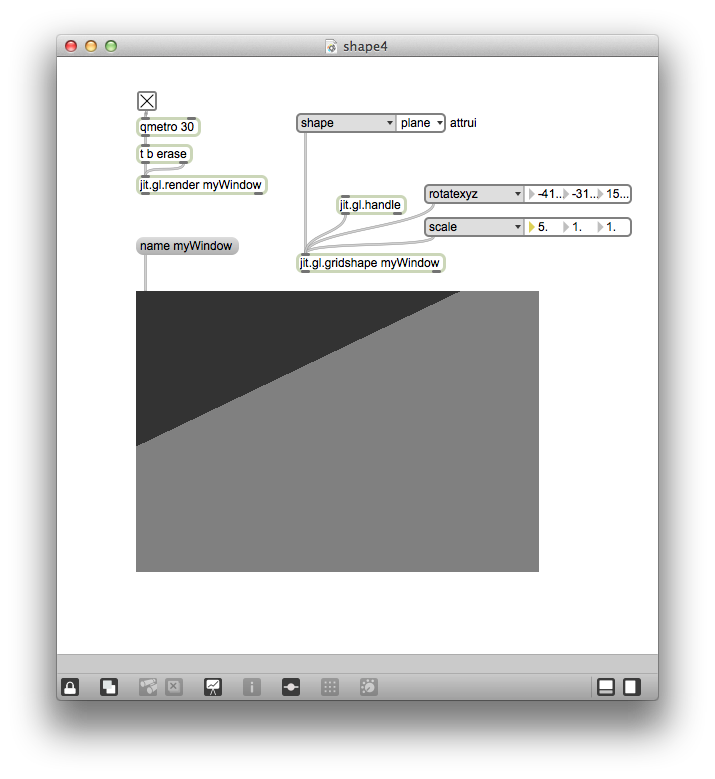 shape4
qmetro 30
t b erase
jit.gl.render myWindow
name myWindow
shape plane attrui
jit.gl.handle
rotatexyz -41.. -31... 15...
scale 5. 1. 1.
jit.gl.gridshape myWindow